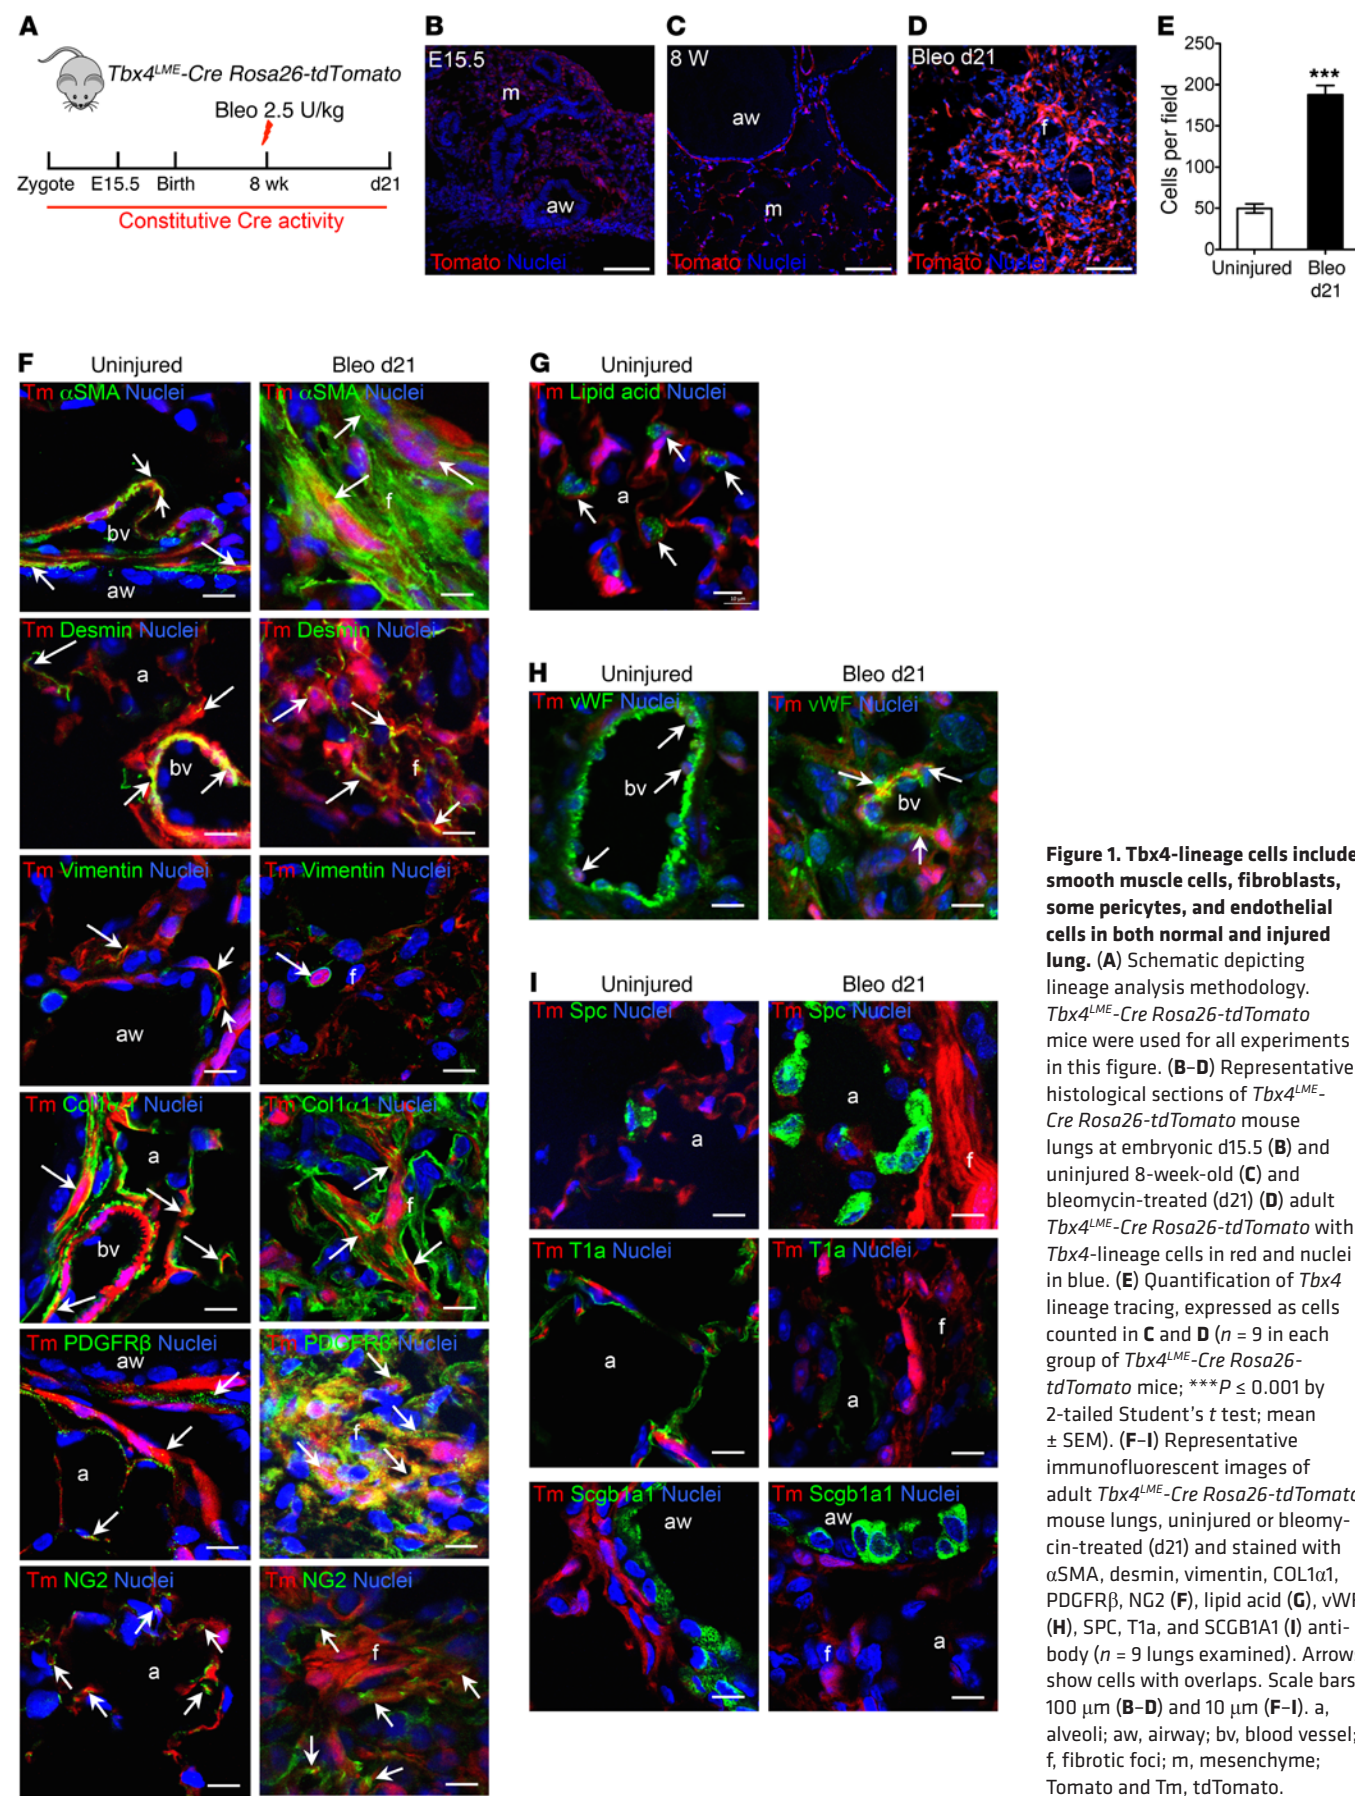 A
Tbx4LME-Cre Rosa26-tdTomato
Bleo 2.5 U/kg
Zygote E15.5 Birth 8 wk d21
Constitutive Cre activity
B
E15.5
m
aw
Tomato Nuclei
C
8 W
aw
m
Tomato Nuclei
D
Bleo d21
f
Tomato Nuclei
E
Cells per field
250
200
150
100
50
0
***
Uninjured
Bleo
d21
F
Uninjured
Bleo d21
Tm αSMA Nuclei
bv
aw
Tm αSMA Nuclei
f
Tm Desmin Nuclei
a
bv
Tm Desmin Nuclei
f
Tm Vimentin Nuclei
aw
Tm Vimentin Nuclei
f
Tm Col1α1 Nuclei
a
bv
Tm Col1α1 Nuclei
f
Tm PDGFRβ Nuclei
aw
a
Tm PDGFRβ Nuclei
f
Tm NG2 Nuclei
a
Tm NG2 Nuclei
f
G
Uninjured
Tm Lipid acid Nuclei
a
10 μm
H
Uninjured
Bleo d21
Tm vWF Nuclei
bv
Tm vWF Nuclei
bv
I
Uninjured
Bleo d21
Tm Spc Nuclei
a
Tm Spc Nuclei
a
f
Tm T1a Nuclei
a
Tm T1a Nuclei
f
a
Tm Scgb1a1 Nuclei
aw
Tm Scgb1a1 Nuclei
aw
f
a
Figure 1. Tbx4-lineage cells include
smooth muscle cells, fibroblasts,
some pericytes, and endothelial
cells in both normal and injured
lung. (A) Schematic depicting
lineage analysis methodology.
Tbx4LME-Cre Rosa26-tdTomato
mice were used for all experiments
in this figure. (B–D) Representative
histological sections of Tbx4LME-
Cre Rosa26-tdTomato mouse
lungs at embryonic d15.5 (B) and
uninjured 8-week-old (C) and
bleomycin-treated (d21) (D) adult
Tbx4LME-Cre Rosa26-tdTomato with
Tbx4-lineage cells in red and nuclei
in blue. (E) Quantification of Tbx4
lineage tracing, expressed as cells
counted in C and D (n = 9 in each
group of Tbx4LME-Cre Rosa26-
tdTomato mice; ***P ≤ 0.001 by
2-tailed Student's t test; mean
± SEM). (F–I) Representative
immunofluorescent images of
adult Tbx4LME-Cre Rosa26-tdTomato
mouse lungs, uninjured or bleomy-
cin-treated (d21) and stained with
αSMA, desmin, vimentin, COL1α1,
PDGFRβ, NG2 (F), lipid acid (G), vWF
(H), SPC, T1a, and SCGB1A1 (I) anti-
body (n = 9 lungs examined). Arrow
show cells with overlaps. Scale bars
100 μm (B–D) and 10 μm (F–I). a,
alveoli; aw, airway; bv, blood vessel;
f, fibrotic foci; m, mesenchyme;
Tomato and Tm, tdTomato.